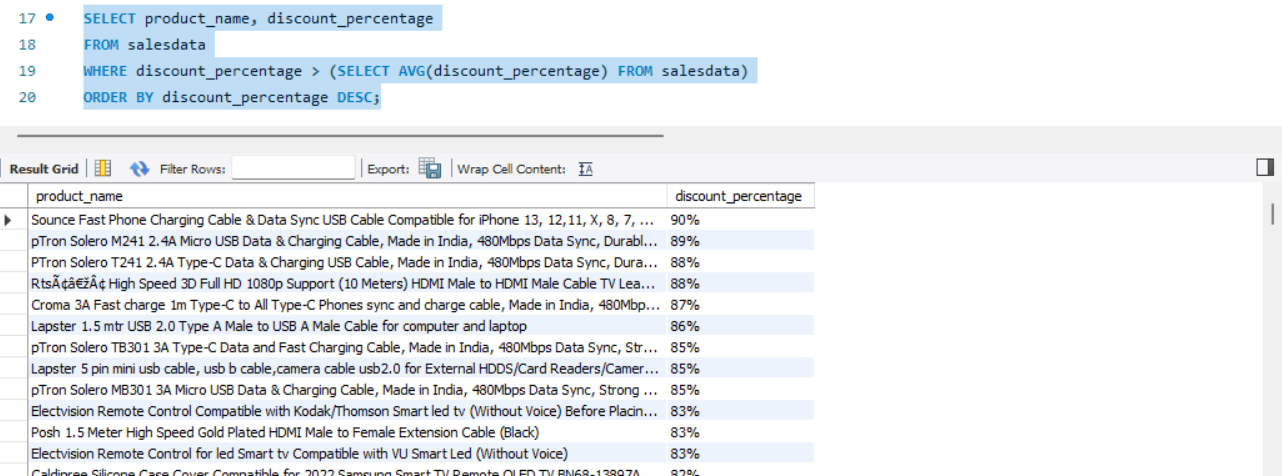 17 SELECT product_name, discount_percentage
18 FROM salesdata
19 WHERE discount_percentage > (SELECT AVG(discount_percentage) FROM salesdata)
20 ORDER BY discount_percentage DESC;
Result Grid Filter Rows: Export: Wrap Cell Content: IA
product_name discount_percentage
Sounce Fast Phone Charging Cable & Data Sync USB Cable Compatible for iPhone 13, 12,11, X, 8, 7, ... 90%
pTron Solero M241 2.4A Micro USB Data & Charging Cable, Made in India, 480Mbps Data Sync, Durabl... 89%
PTron Solero T241 2.4A Type-C Data & Charging USB Cable, Made in India, 480Mbps Data Sync, Dura... 88%
RtsÃ¢â€žÂ¢ High Speed 3D Full HD 1080p Support (10 Meters) HDMI Male to HDMI Male Cable TV Lea... 88%
Croma 3A Fast charge 1m Type-C to All Type-C Phones sync and charge cable, Made in India, 480Mbp... 87%
Lapster 1.5 mtr USB 2.0 Type A Male to USB A Male Cable for computer and laptop 86%
pTron Solero TB301 3A Type-C Data and Fast Charging Cable, Made in India, 480Mbps Data Sync, Str... 85%
Lapster 5 pin mini usb cable, usb b cable,camera cable usb2.0 for External HDDS/Card Readers/Camer... 85%
pTron Solero MB301 3A Micro USB Data & Charging Cable, Made in India, 480Mbps Data Sync, Strong ... 85%
Electvision Remote Control Compatible with Kodak/Thomson Smart led tv (Without Voice) Before Placin... 83%
Posh 1.5 Meter High Speed Gold Plated HDMI Male to Female Extension Cable (Black) 83%
Electvision Remote Control for led Smart tv Compatible with VU Smart Led (Without Voice) 83%
Caldipree Silicone Case Cover Compatible for 2022 Samsung Smart TV Remote QLED TV BN68-13897A ... 82%